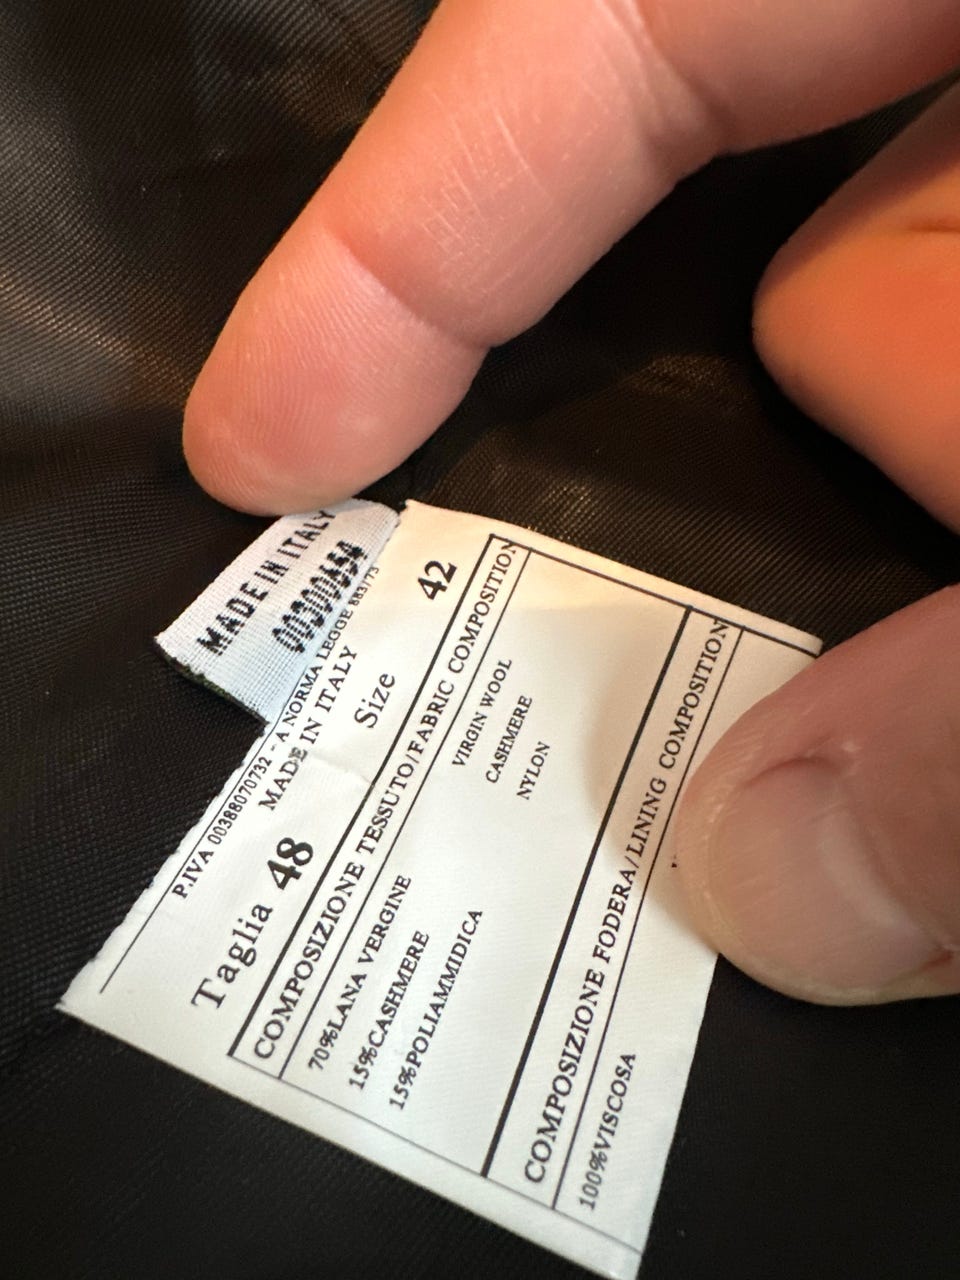 MADE IN ITALY
P.IVA 00388070732 - A NORMA LEGGE 883/73
MADE IN ITALY
Taglia 48 Size 42
COMPOSIZIONE TESSUTO/FABRIC COMPOSITION
70%LANA VERGINE VIRGIN WOOL
15%CASHMERE CASHMERE
15%POLIAMMIDICA NYLON
COMPOSIZIONE FODERA/LINING COMPOSITION
100%VISCOSA